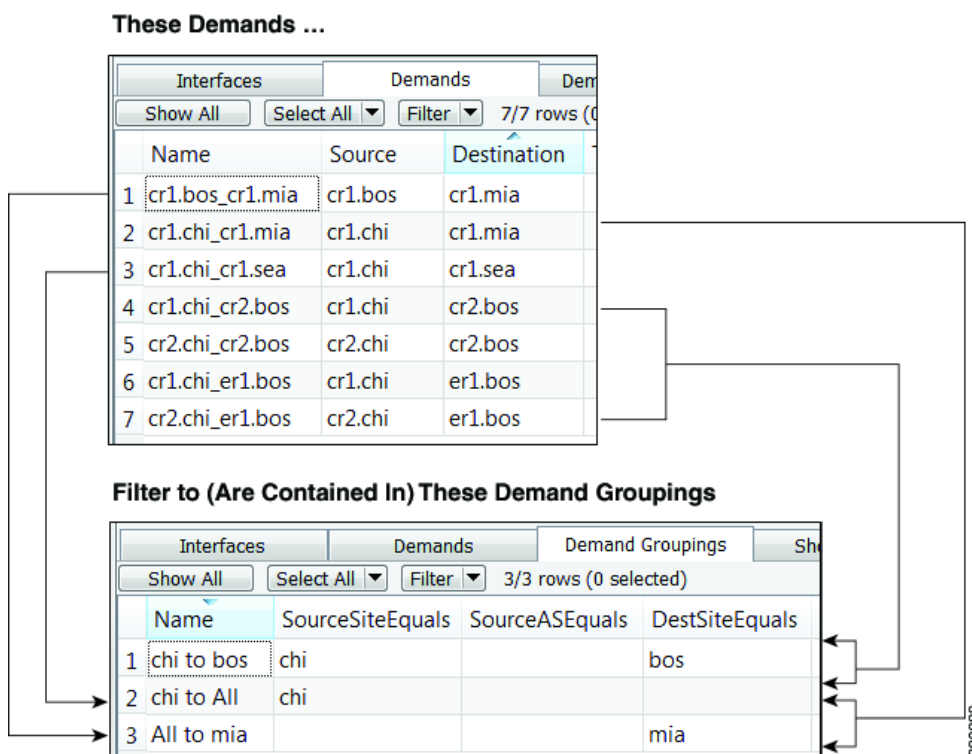 These Demands ...
Interfaces Demands Dem
Show All Select All Filter 7/7 rows (0
Name Source Destination
1 cr1.bos_cr1.mia cr1.bos cr1.mia
2 cr1.chi_cr1.mia cr1.chi cr1.mia
3 cr1.chi_cr1.sea cr1.chi cr1.sea
4 cr1.chi_cr2.bos cr1.chi cr2.bos
5 cr2.chi_cr2.bos cr2.chi cr2.bos
6 cr1.chi_er1.bos cr1.chi er1.bos
7 cr2.chi_er1.bos cr2.chi er1.bos
Filter to (Are Contained In) These Demand Groupings
Interfaces Demands Demand Groupings Sh
Show All Select All Filter 3/3 rows (0 selected)
Name SourceSiteEquals SourceASEquals DestSiteEquals
1 chi to bos chi bos
2 chi to All chi
3 All to mia mia